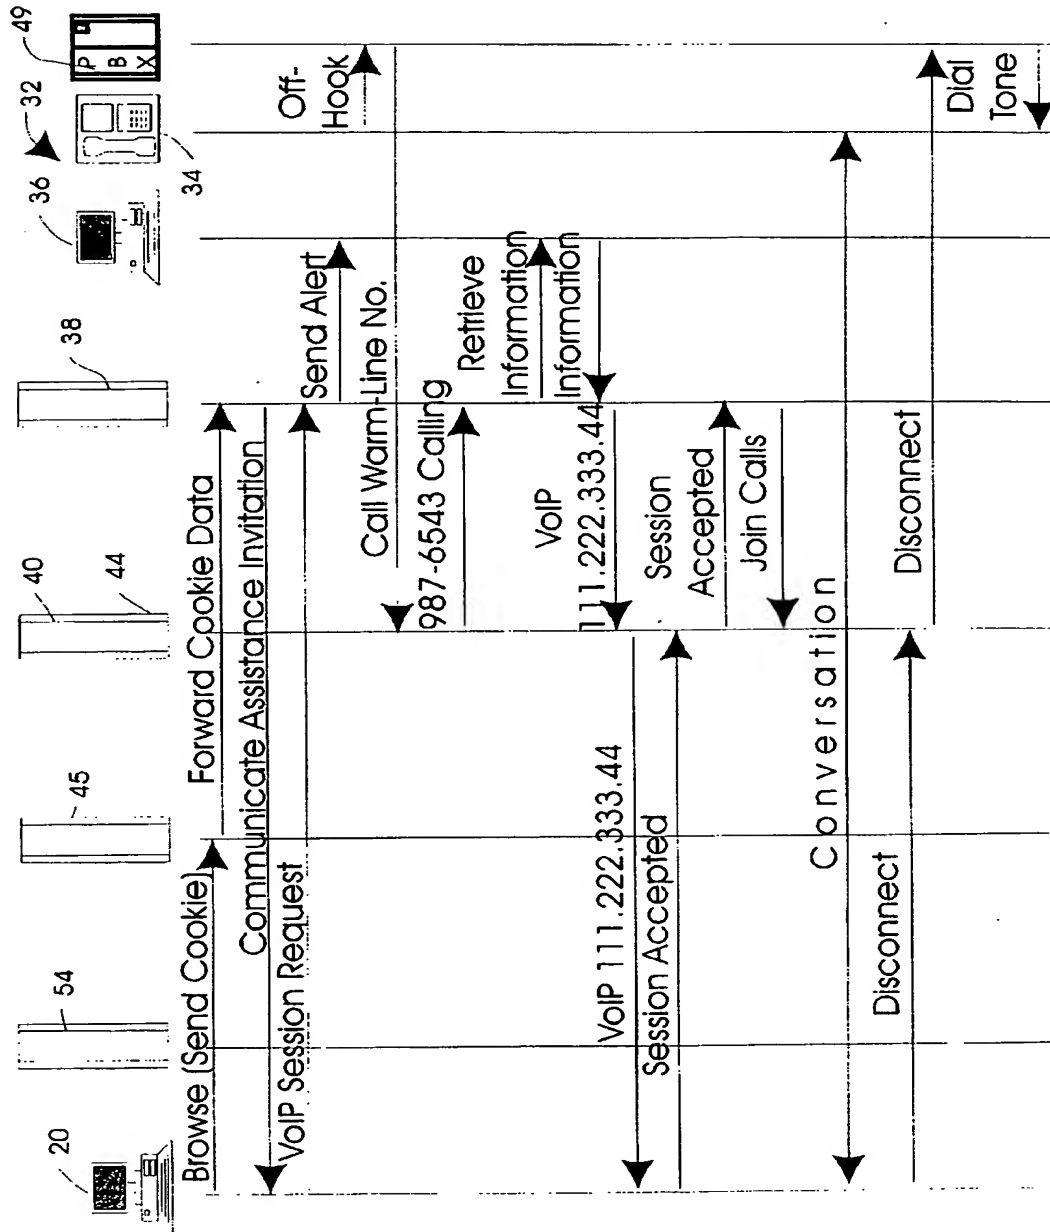 20
54
45
40
44
38
36
32
34
49
P
B
X
Browse (Send Cookie)
Forward Cookie Data
Communicate Assistance Invitation
VoIP Session Request
Send Alert
Off-
Hook
Call Warm-Line No.
987-6543 Calling
Retrieve
Information
Information
VoIP
111.222.333.44
VoIP 111.222.333.44
Session Accepted
Session
Accepted
Join Calls
Conversation
Disconnect
Disconnect
Dial
Tone